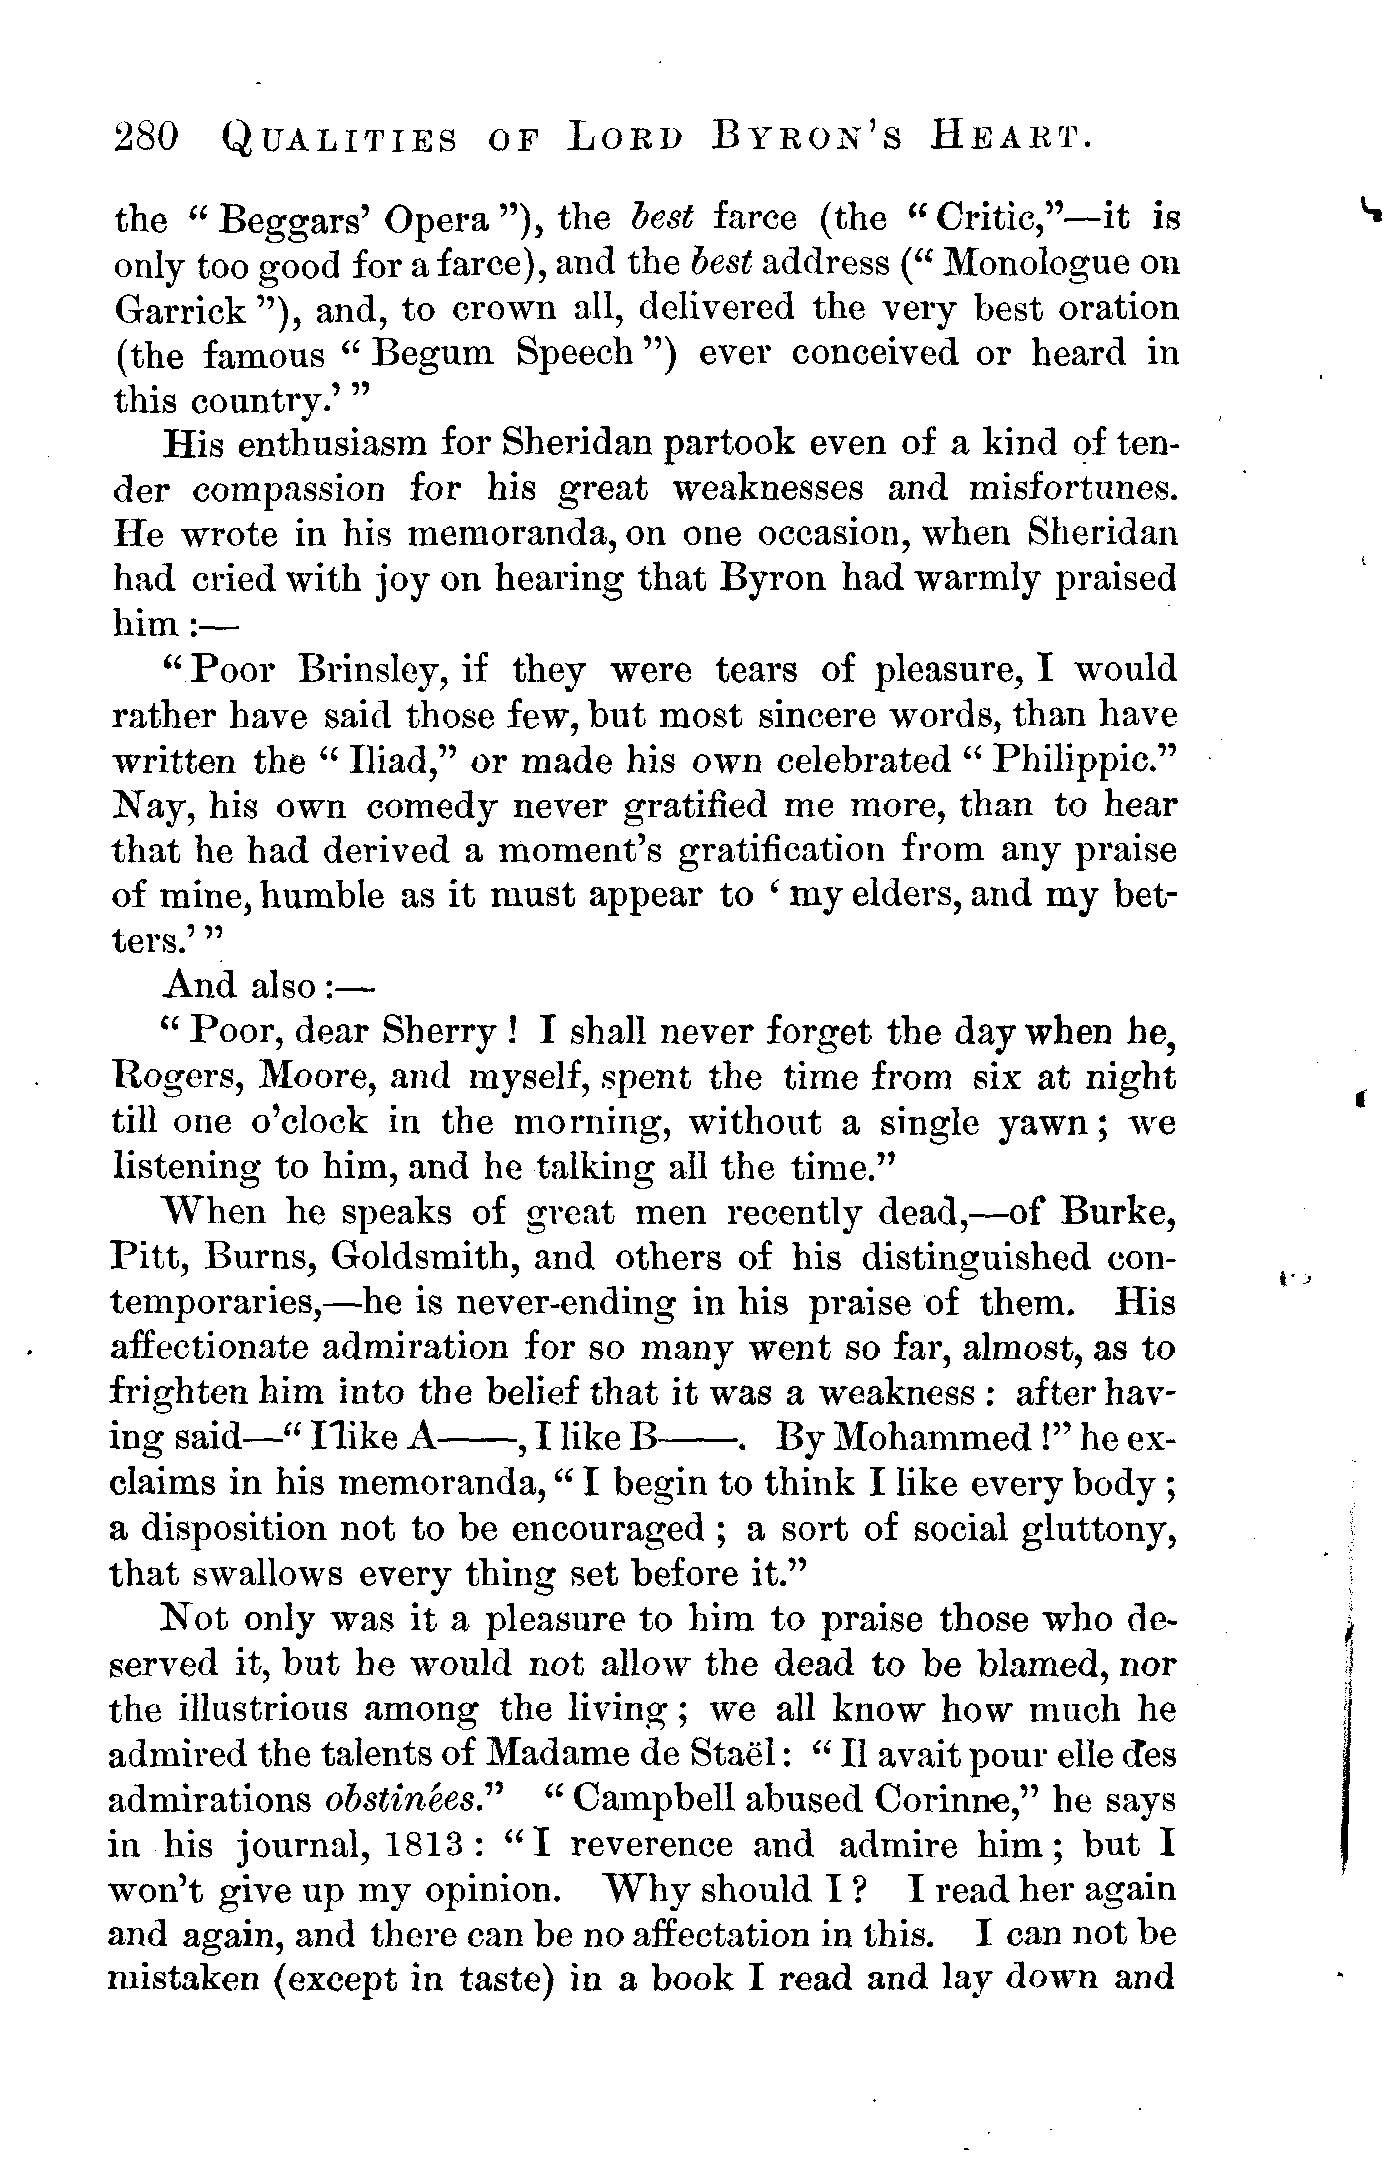 280 Qualities of Lord Byron's Heart.
the " Beggars' Opera "), the best farce (the " Critic,"—it is
only too good for a farce), and the best address (" Monologue on
Garrick "), and, to crown all, delivered the very best oration
(the famous " Begum Speech ") ever conceived or heard in
this country.' "
His enthusiasm for Sheridan partook even of a kind of ten-
der compassion for his great weaknesses and misfortunes.
He wrote in his memoranda, on one occasion, when Sheridan
had cried with joy on hearing that Byron had warmly praised
him :—
" Poor Brinsley, if they were tears of pleasure, I would
rather have said those few, but most sincere words, than have
written the " Iliad," or made his own celebrated " Philippic."
Nay, his own comedy never gratified me more, than to hear
that he had derived a moment's gratification from any praise
of mine, humble as it must appear to ' my elders, and my bet-
ters.' "
And also :—
" Poor, dear Sherry ! I shall never forget the day when he,
Rogers, Moore, and myself, spent the time from six at night
till one o'clock in the morning, without a single yawn ; we
listening to him, and he talking all the time."
When he speaks of great men recently dead,—of Burke,
Pitt, Burns, Goldsmith, and others of his distinguished con-
temporaries,—he is never-ending in his praise of them. His
affectionate admiration for so many went so far, almost, as to
frighten him into the belief that it was a weakness : after hav-
ing said—" I like A——, I like B——. By Mohammed !" he ex-
claims in his memoranda, " I begin to think I like every body ;
a disposition not to be encouraged ; a sort of social gluttony,
that swallows every thing set before it."
Not only was it a pleasure to him to praise those who de-
served it, but he would not allow the dead to be blamed, nor
the illustrious among the living ; we all know how much he
admired the talents of Madame de Staël : " Il avait pour elle des
admirations obstinées." " Campbell abused Corinne," he says
in his journal, 1813 : " I reverence and admire him ; but I
won't give up my opinion. Why should I ? I read her again
and again, and there can be no affectation in this. I can not be
mistaken (except in taste) in a book I read and lay down and